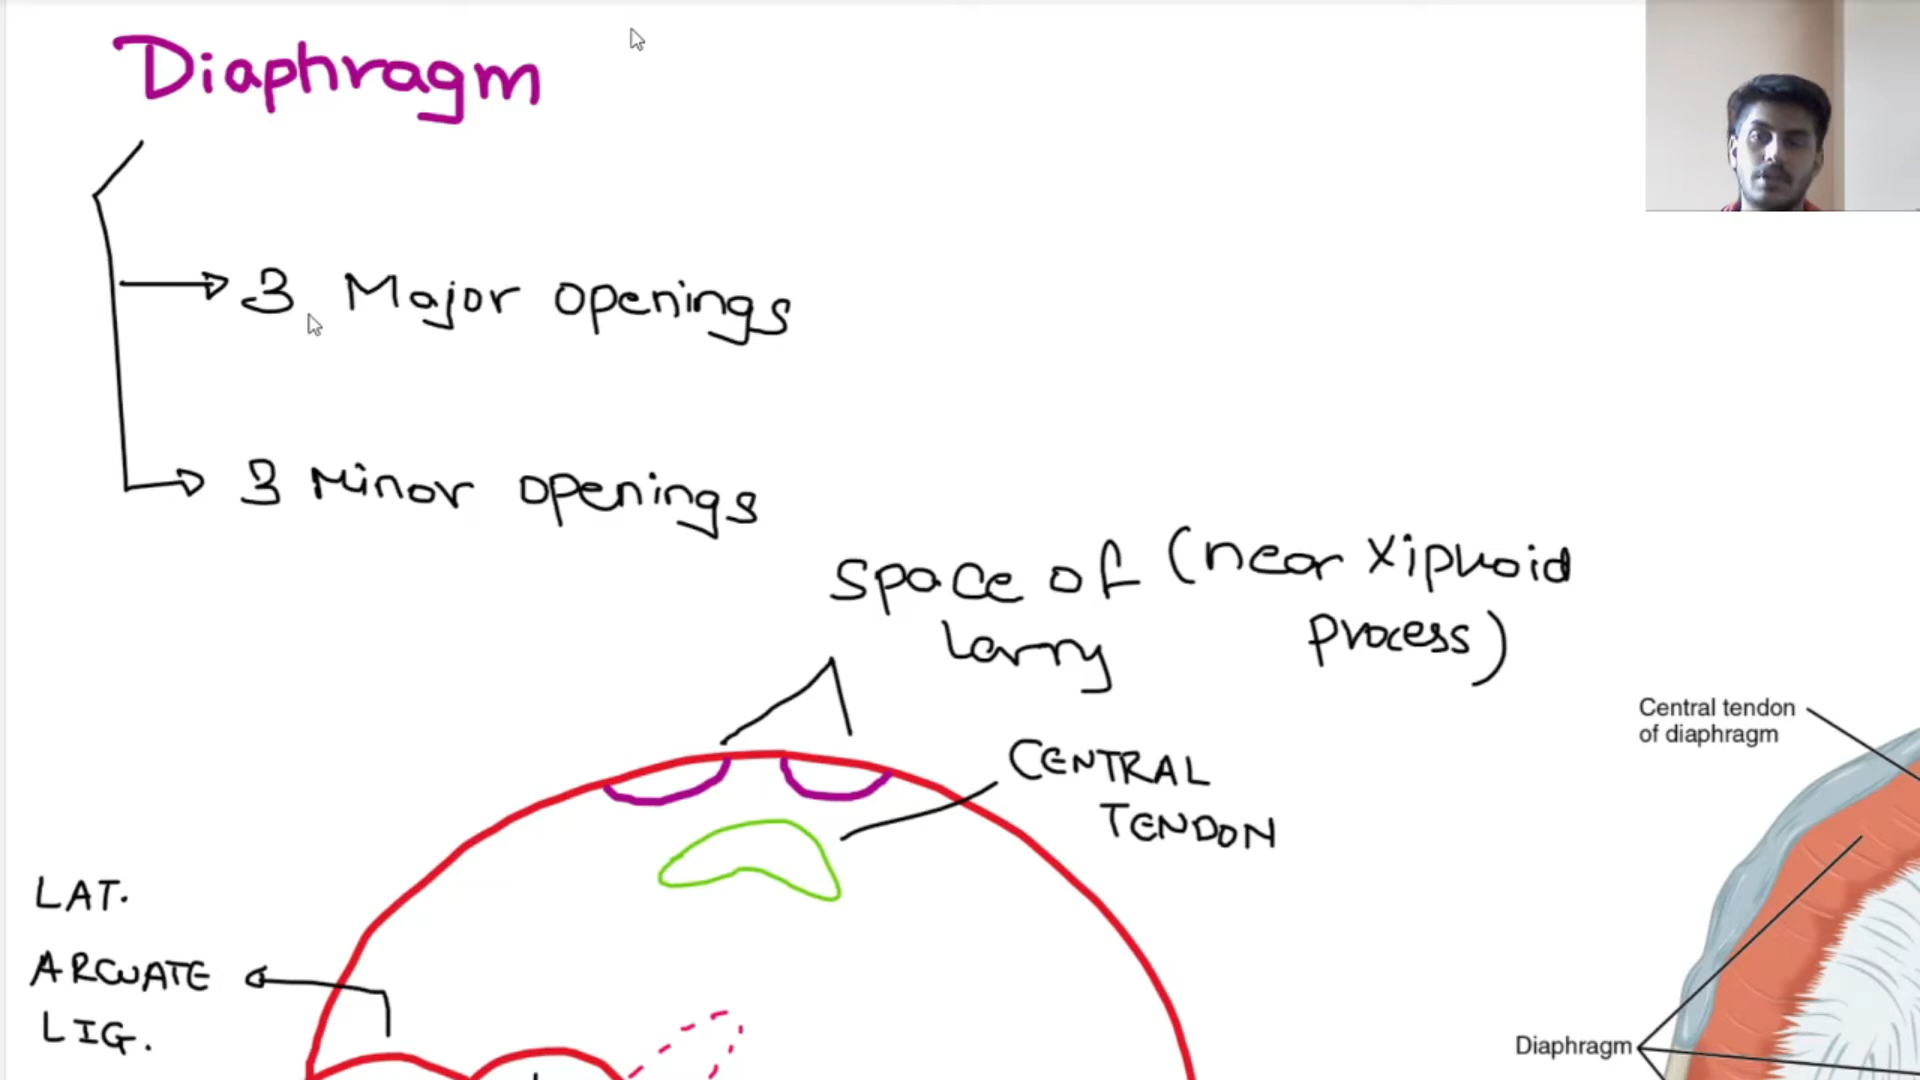 Diaphragm
3 Major openings
3 Minor openings
space of (near Xiphoid
larry process)
CENTRAL
TENDON
Central tendon
of diaphragm
LAT.
ARCUATE
LIG.
Diaphragm